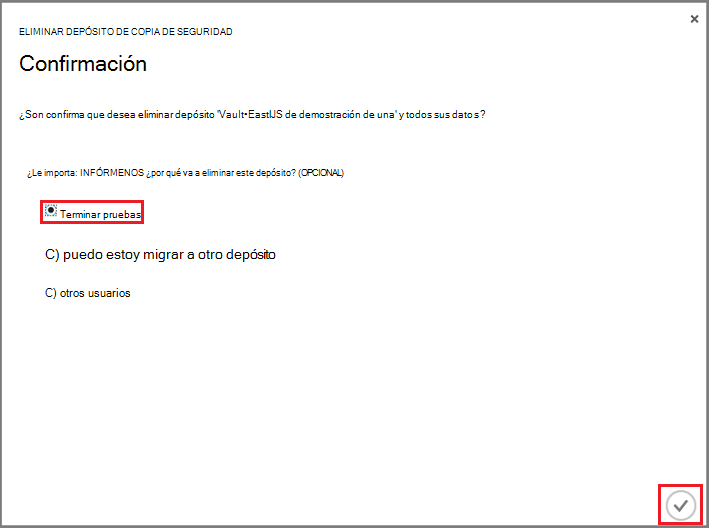 ELIMINAR DEPÓSITO DE COPIA DE SEGURIDAD
Confirmación
¿Son confirma que desea eliminar depósito 'Vault•EastIJS de demostración de una' y todos sus datos?
¿Le importa: INFÓRMENOS ¿por qué va a eliminar este depósito? (OPCIONAL)
Terminar pruebas
C) puedo estoy migrar a otro depósito
C) otros usuarios